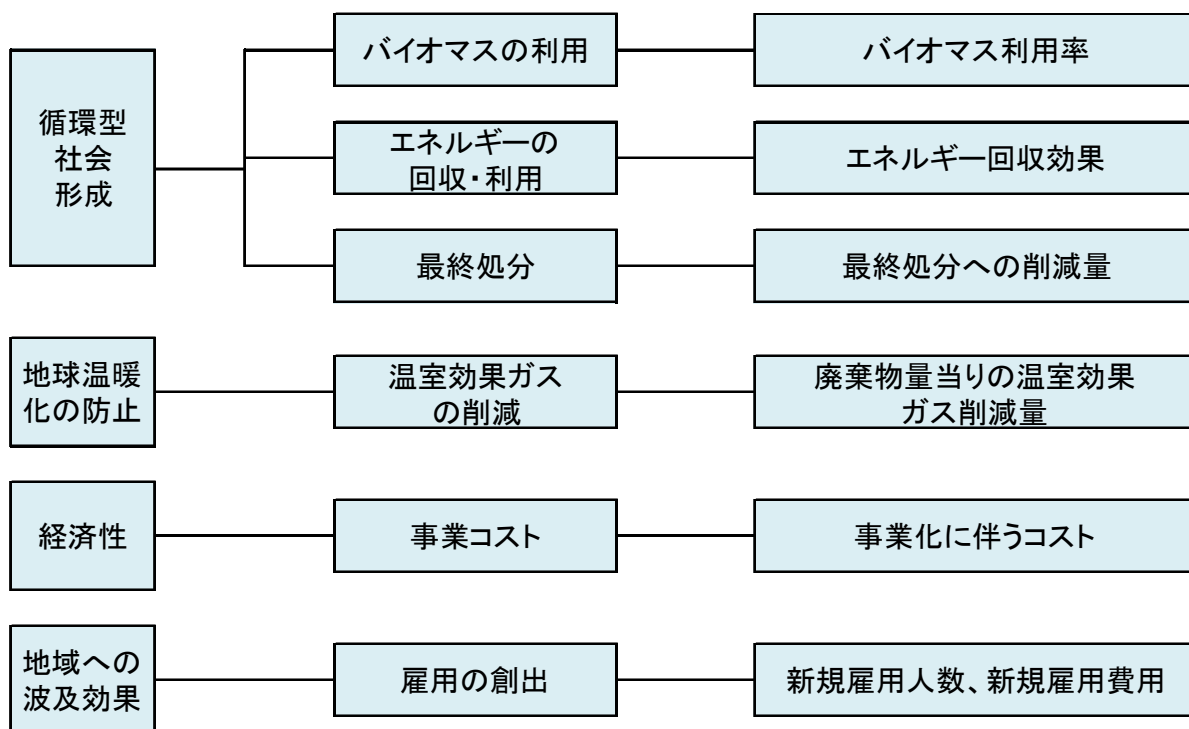 循環型
社会
形成
バイオマスの利用
バイオマス利用率
エネルギーの
回収・利用
エネルギー回収効果
最終処分
最終処分への削減量
地球温暖
化の防止
温室効果ガス
の削減
廃棄物量当りの温室効果
ガス削減量
経済性
事業コスト
事業化に伴うコスト
地域への
波及効果
雇用の創出
新規雇用人数、新規雇用費用